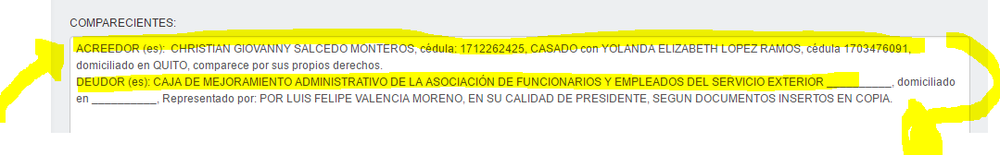 COMPARECIENTES:
ACREEDOR (es): CHRISTIAN GIOVANNY SALCEDO MONTEROS, cédula: 1712262425, CASADO con YOLANDA ELIZABETH LOPEZ RAMOS, cédula 1703476091,
domiciliado en QUITO, comparece por sus propios derechos.
DEUDOR (es): CAJA DE MEJORAMIENTO ADMINISTRATIVO DE LA ASOCIACIÓN DE FUNCIONARIOS Y EMPLEADOS DEL SERVICIO EXTERIOR __________, domiciliado
en __________, Representado por: POR LUIS FELIPE VALENCIA MORENO, EN SU CALIDAD DE PRESIDENTE, SEGUN DOCUMENTOS INSERTOS EN COPIA.